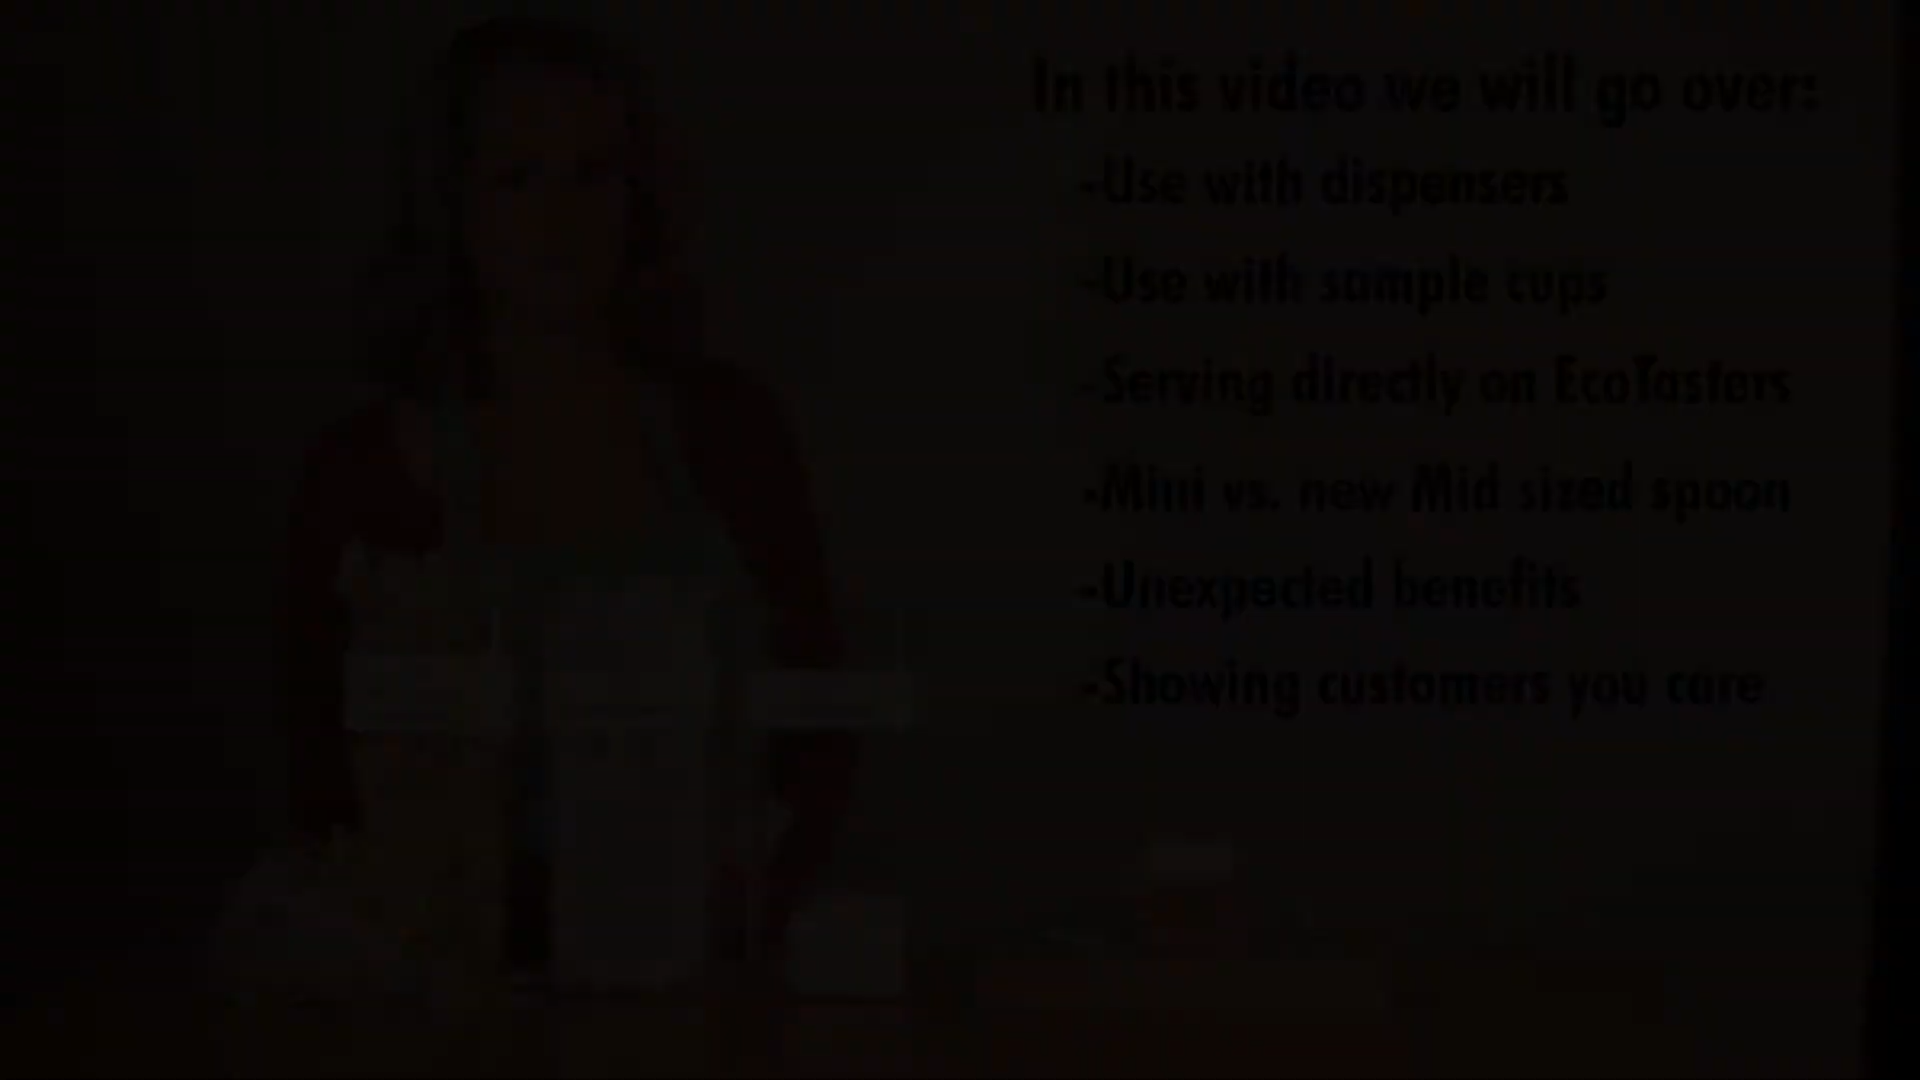 In this video we will go over:
-Use with dispensers
-Use with sample cups
-Serving directly on EcoTasters
-Mini vs. new Mid sized spoon
-Unexpected benefits
-Showing customers you care